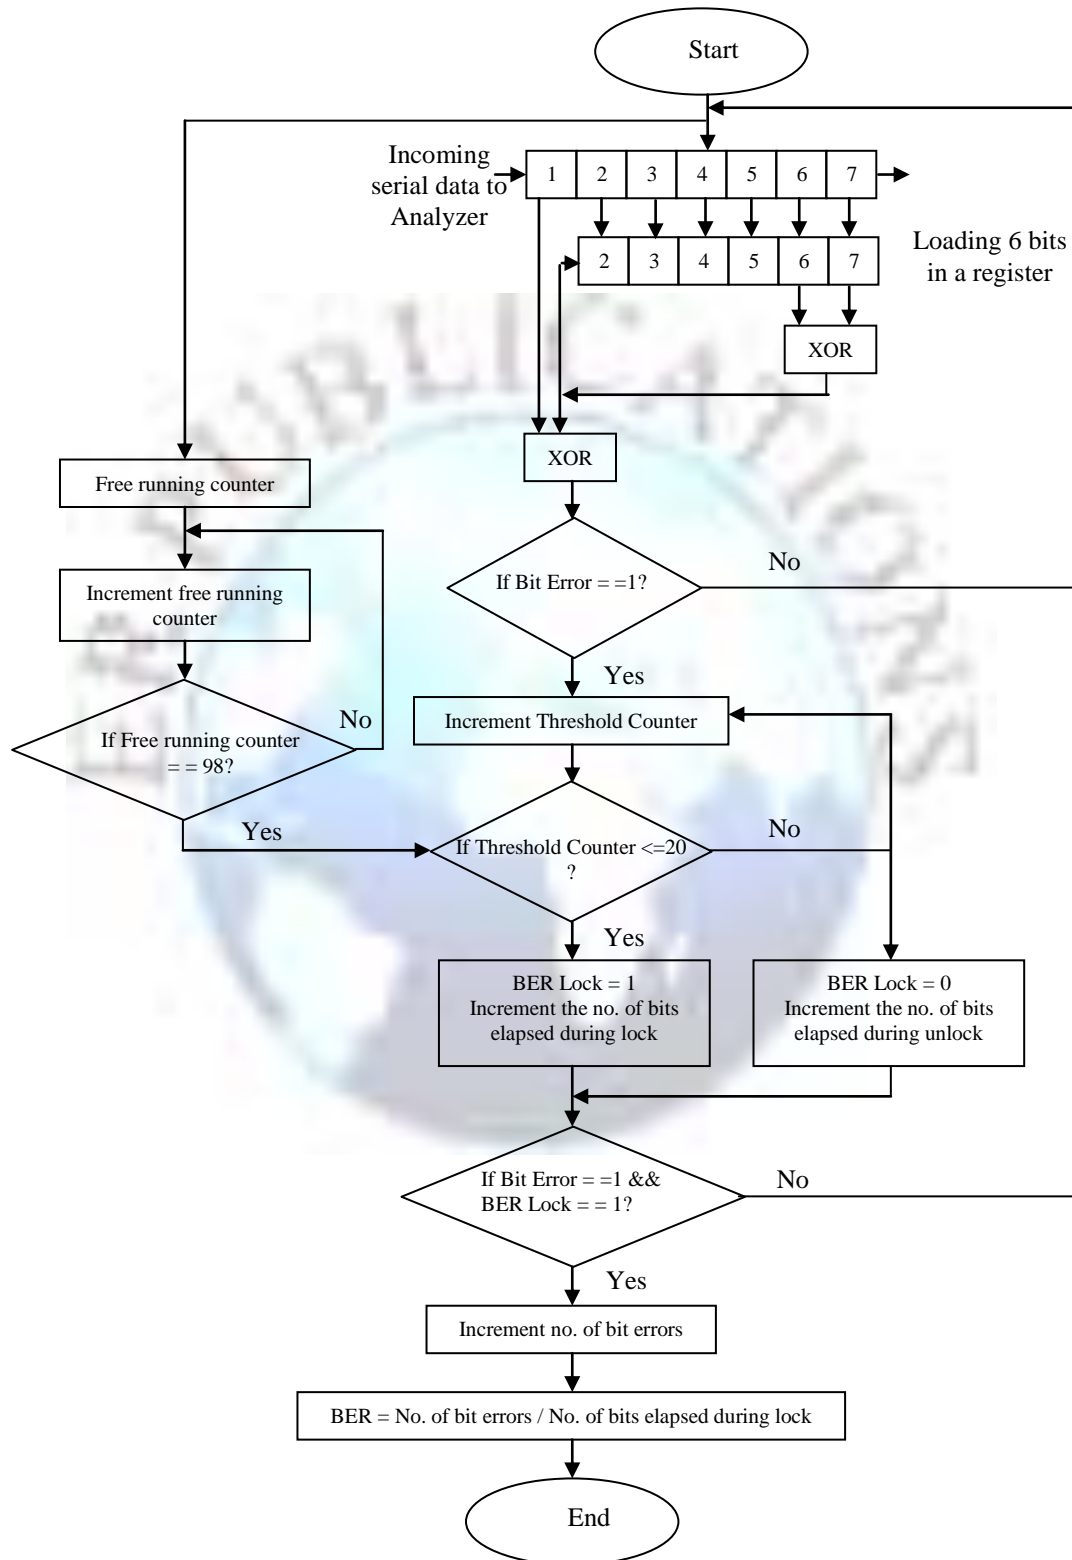 Start
Incoming
serial data to
Analyzer
1 2 3 4 5 6 7
2 3 4 5 6 7
Loading 6 bits
in a register
XOR
XOR
Free running counter
If Bit Error = =1?
No
Increment free running
counter
Yes
Increment Threshold Counter
If Free running counter
= = 98?
No
Yes
If Threshold Counter <=20
?
No
Yes
BER Lock = 1
Increment the no. of bits
elapsed during lock
BER Lock = 0
Increment the no. of bits
elapsed during unlock
If Bit Error = =1 &&
BER Lock = = 1?
No
Yes
Increment no. of bit errors
BER = No. of bit errors / No. of bits elapsed during lock
End
PUBLICATIONS